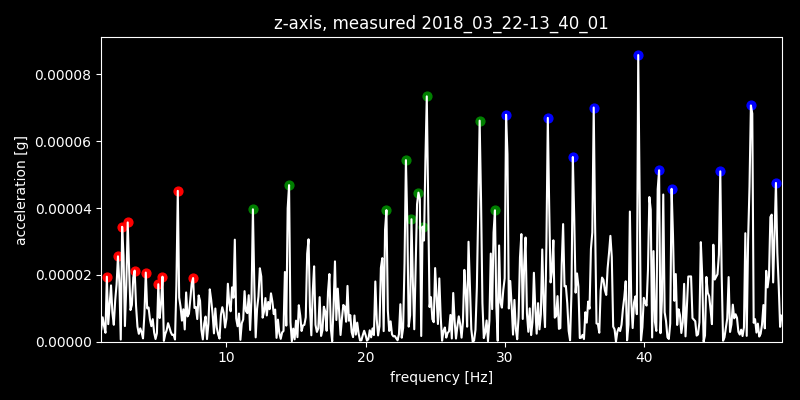 z-axis, measured 2018_03_22-13_40_01
acceleration [g]
0.00008
0.00006
0.00004
0.00002
0.00000
10 20 30 40
frequency [Hz]